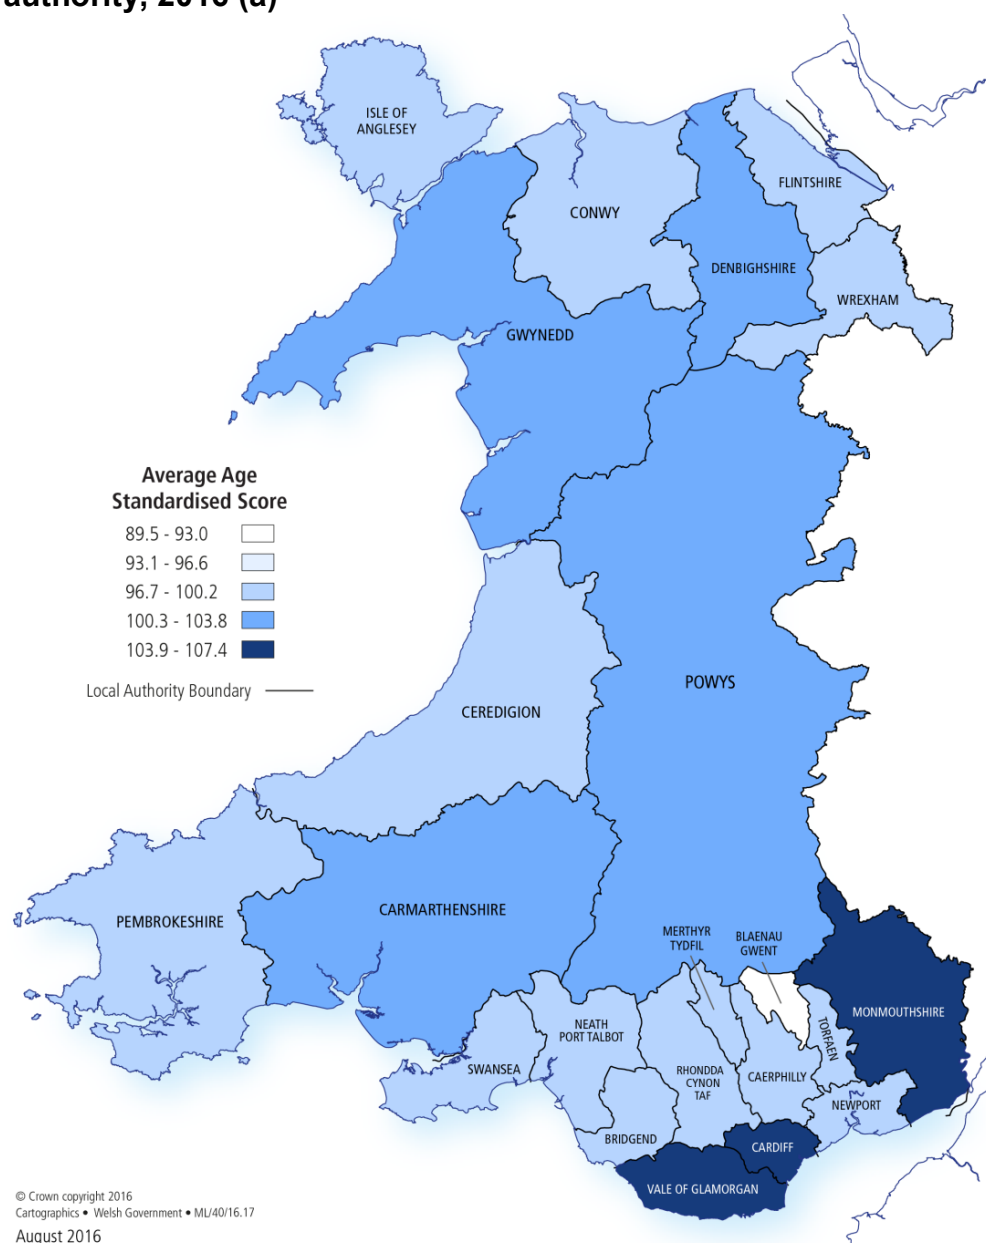 authority, 2016 (a)
ISLE OF
ANGLESEY
FLINTSHIRE
CONWY
DENBIGHSHIRE
WREXHAM
GWYNEDD
Average Age
Standardised Score
89.5 - 93.0
93.1 - 96.6
96.7 - 100.2
100.3 - 103.8
103.9 - 107.4
Local Authority Boundary
POWYS
CEREDIGION
CARMARTHENSHIRE
PEMBROKESHIRE
MERTHYR
TYDFIL
BLAENAU
GWENT
MONMOUTHSHIRE
NEATH
PORT TALBOT
TORFAEN
SWANSEA
RHONDDA
CYNON
TAF
CAERPHILLY
NEWPORT
BRIDGEND
CARDIFF
VALE OF GLAMORGAN
© Crown copyright 2016
Cartographics • Welsh Government • ML/40/16.17
August 2016